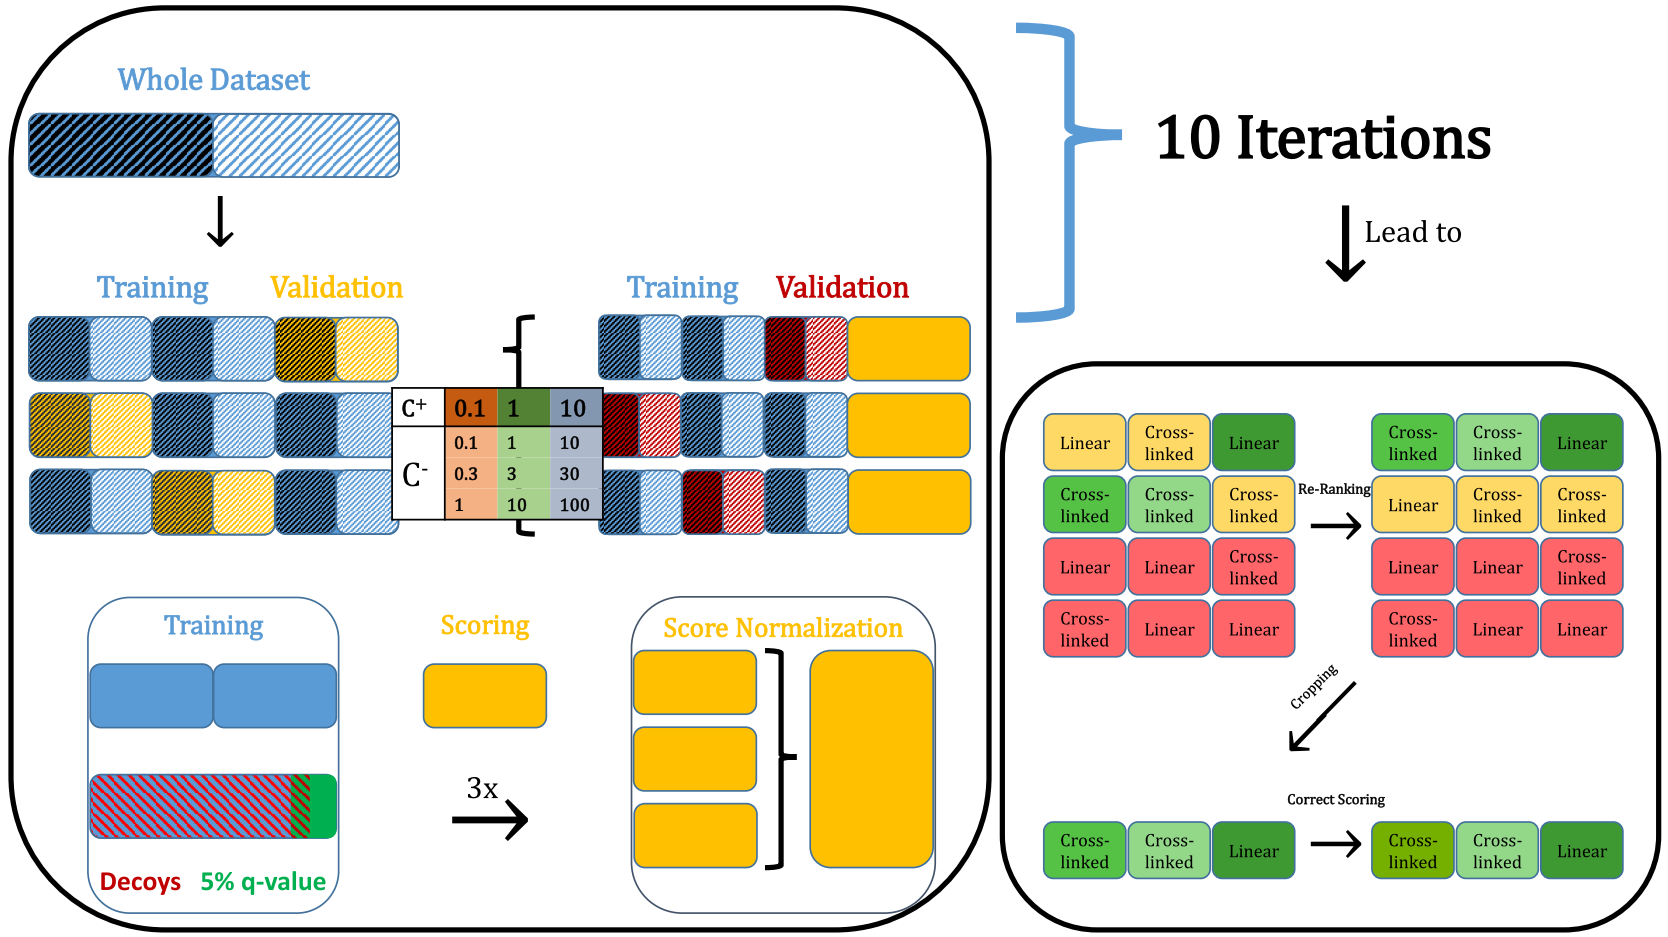 Whole Dataset
10 Iterations
Lead to
Training Validation
Training Validation
C+ 0.1 1 10
C- 0.1 1 10
0.3 3 30
1 10 100
Training
Scoring
Score Normalization
3x
Decoys 5% q-value
Linear Cross-linked Linear
Cross-linked Cross-linked Cross-linked
Linear Linear Cross-linked
Cross-linked Linear Linear
Re-Ranking
Cross-linked Cross-linked Linear
Linear Cross-linked Cross-linked
Linear Linear Cross-linked
Cross-linked Linear Linear
Cropping
Correct Scoring
Cross-linked Cross-linked Linear
Cross-linked Cross-linked Linear